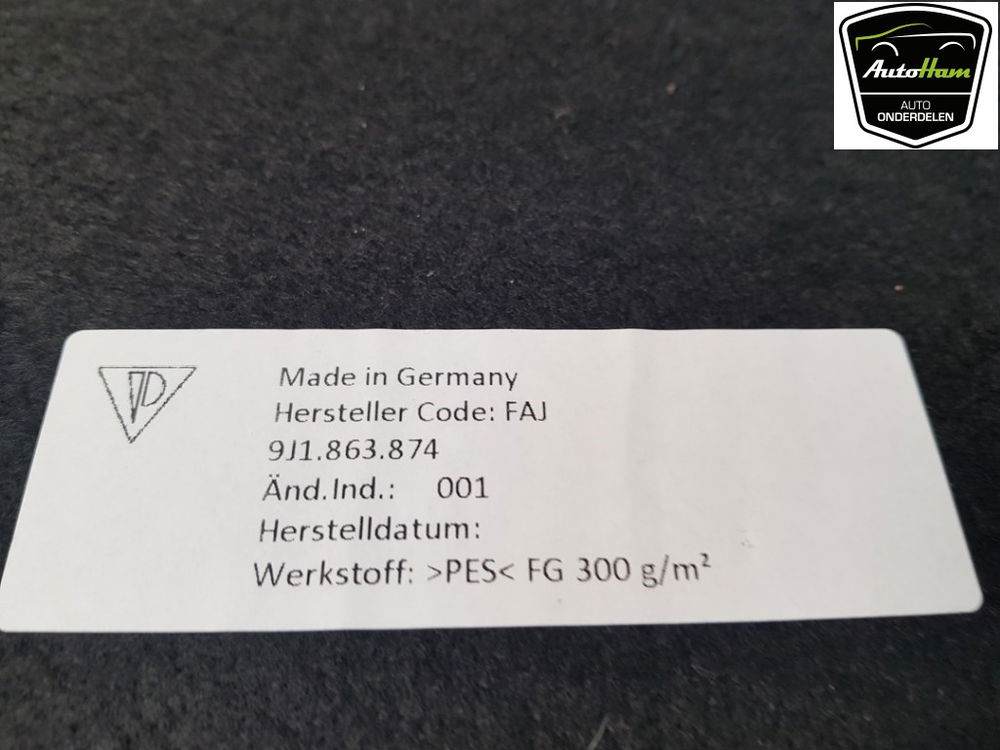 AutoHam
AUTO
ONDERDELEN
Made in Germany
Hersteller Code: FAJ
9J1.863.874
Änd.Ind.: 001
Herstelldatum:
Werkstoff: >PES< FG 300 g/m²